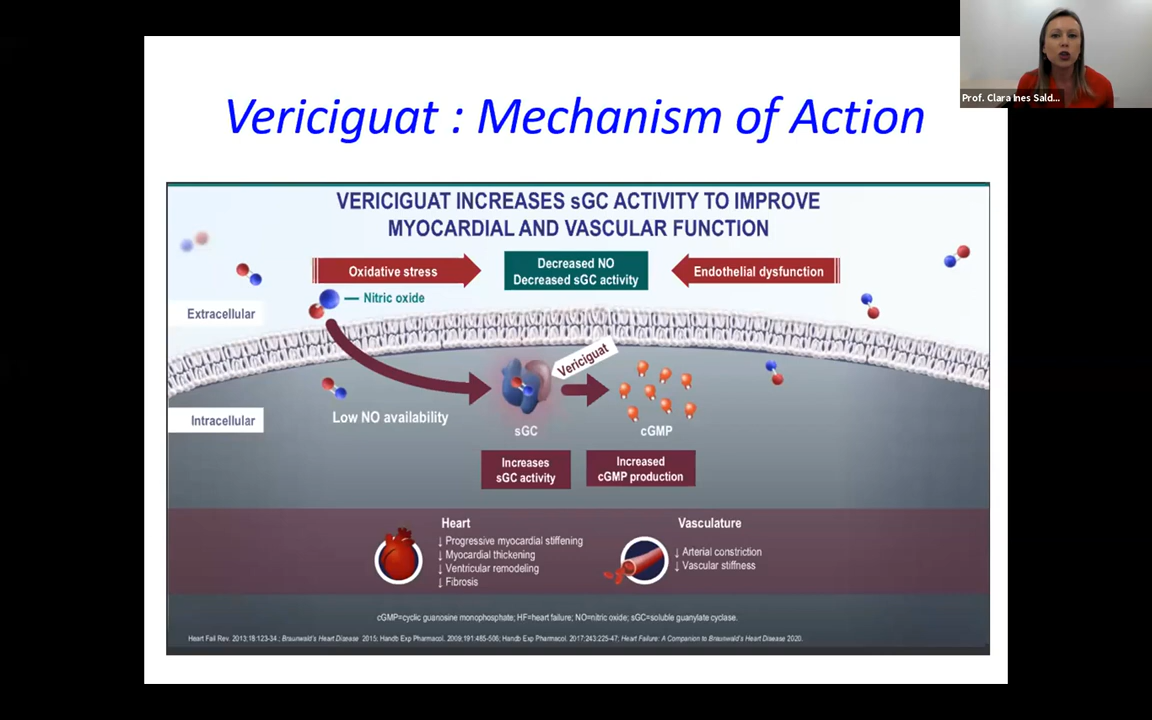 Prof. Clara Ines Sald...
Vericiguat : Mechanism of Action
VERICIGUAT INCREASES sGC ACTIVITY TO IMPROVE
MYOCARDIAL AND VASCULAR FUNCTION
Oxidative stress
Decreased NO
Decreased sGC activity
Endothelial dysfunction
Nitric oxide
Extracellular
Vericiguat
Intracellular
Low NO availability
sGC
cGMP
Increases
sGC activity
Increased
cGMP production
Heart
↓ Progressive myocardial stiffening
↓ Myocardial thickening
↓ Ventricular remodeling
↓ Fibrosis
Vasculature
↓ Arterial constriction
↓ Vascular stiffness
cGMP=cyclic guanosine monophosphate; HF=heart failure; NO=nitric oxide; sGC=soluble guanylate cyclase.
Heart Fail Rev. 2013;18:123-34.; Braunwald's Heart Disease 2015; Handb Exp Pharmacol. 2009;191:485-506; Handb Exp Pharmacol. 2017;243:225-47; Heart Failure: A Companion to Braunwald's Heart Disease 2020.